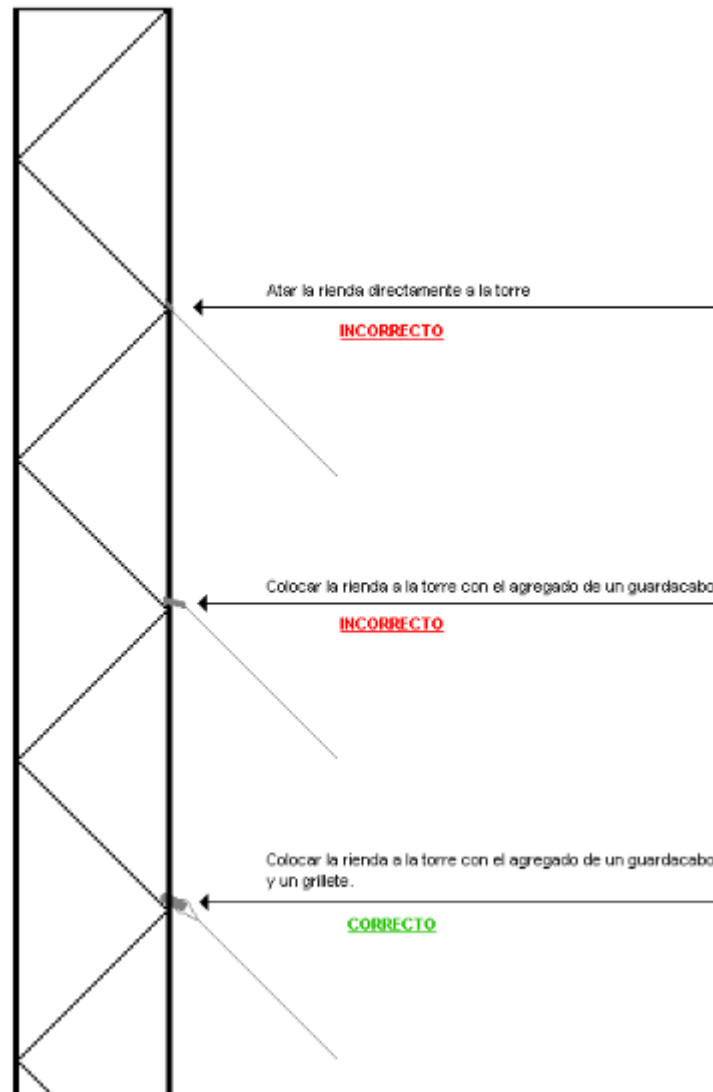 Atar la rienda directamente a la torre
INCORRECTO
Colocar la rienda a la torre con el agregado de un guardacabo
INCORRECTO
Colocar la rienda a la torre con el agregado de un guardacabo
y un grillete.
CORRECTO